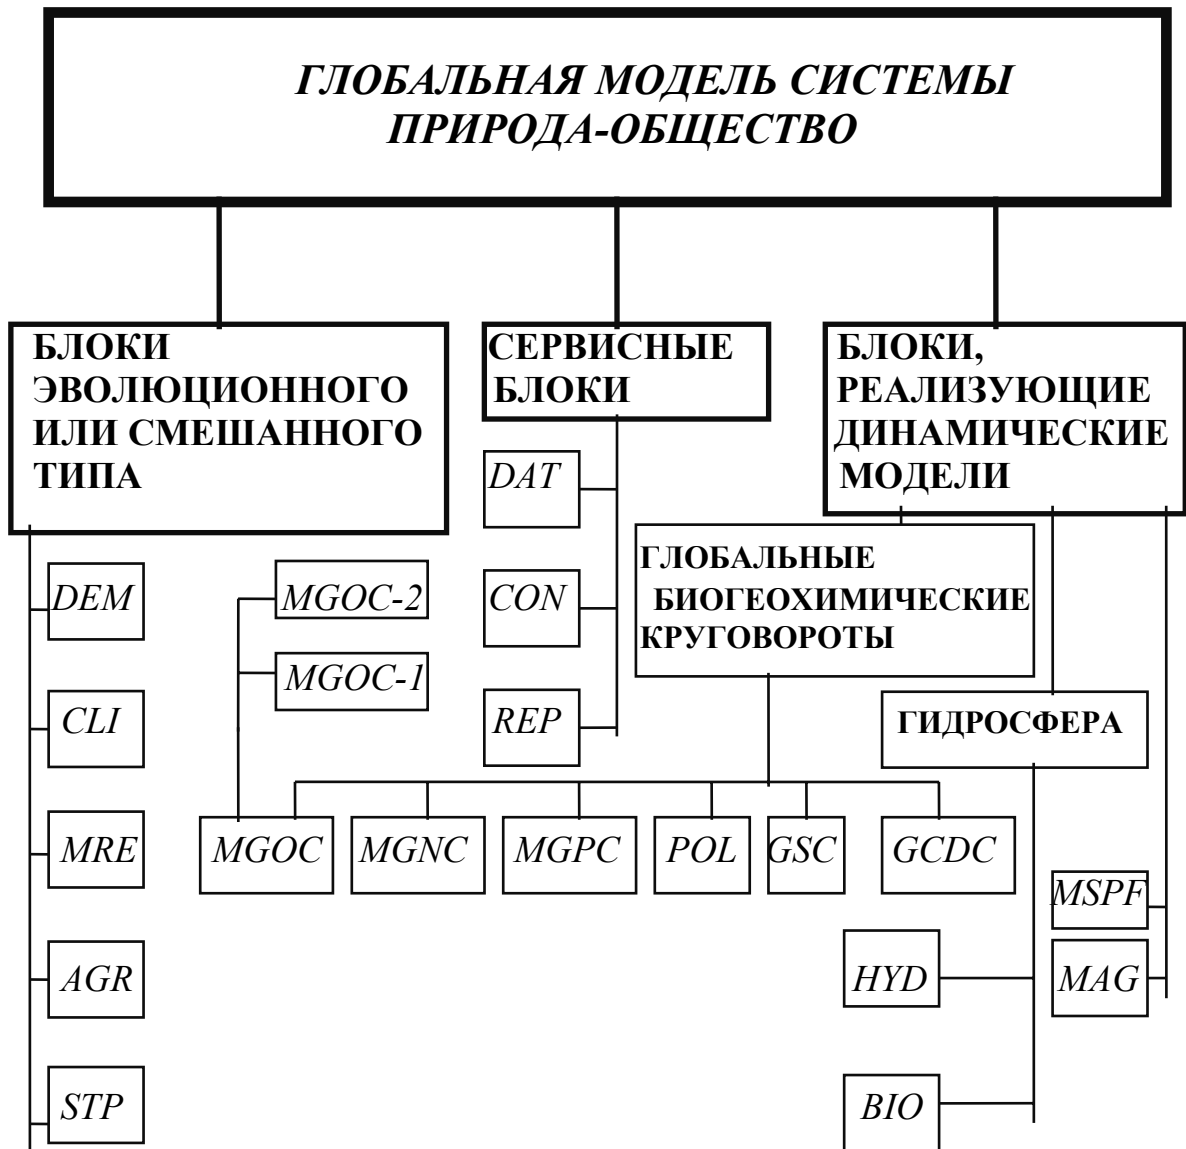 ГЛОБАЛЬНАЯ МОДЕЛЬ СИСТЕМЫ
ПРИРОДА-ОБЩЕСТВО
БЛОКИ
ЭВОЛЮЦИОННОГО
ИЛИ СМЕШАННОГО
ТИПА
СЕРВИСНЫЕ
БЛОКИ
БЛОКИ,
РЕАЛИЗУЮЩИЕ
ДИНАМИЧЕСКИЕ
МОДЕЛИ
DEM
CLI
MRE
AGR
STP
MGOC-2
MGOC-1
DAT
CON
REP
ГЛОБАЛЬНЫЕ
БИОГЕОХИМИЧЕСКИЕ
КРУГОВОРОТЫ
ГИДРОСФЕРА
MGOC
MGNC
MGPC
POL
GSC
GCDC
MSPF
MAG
HYD
BIO